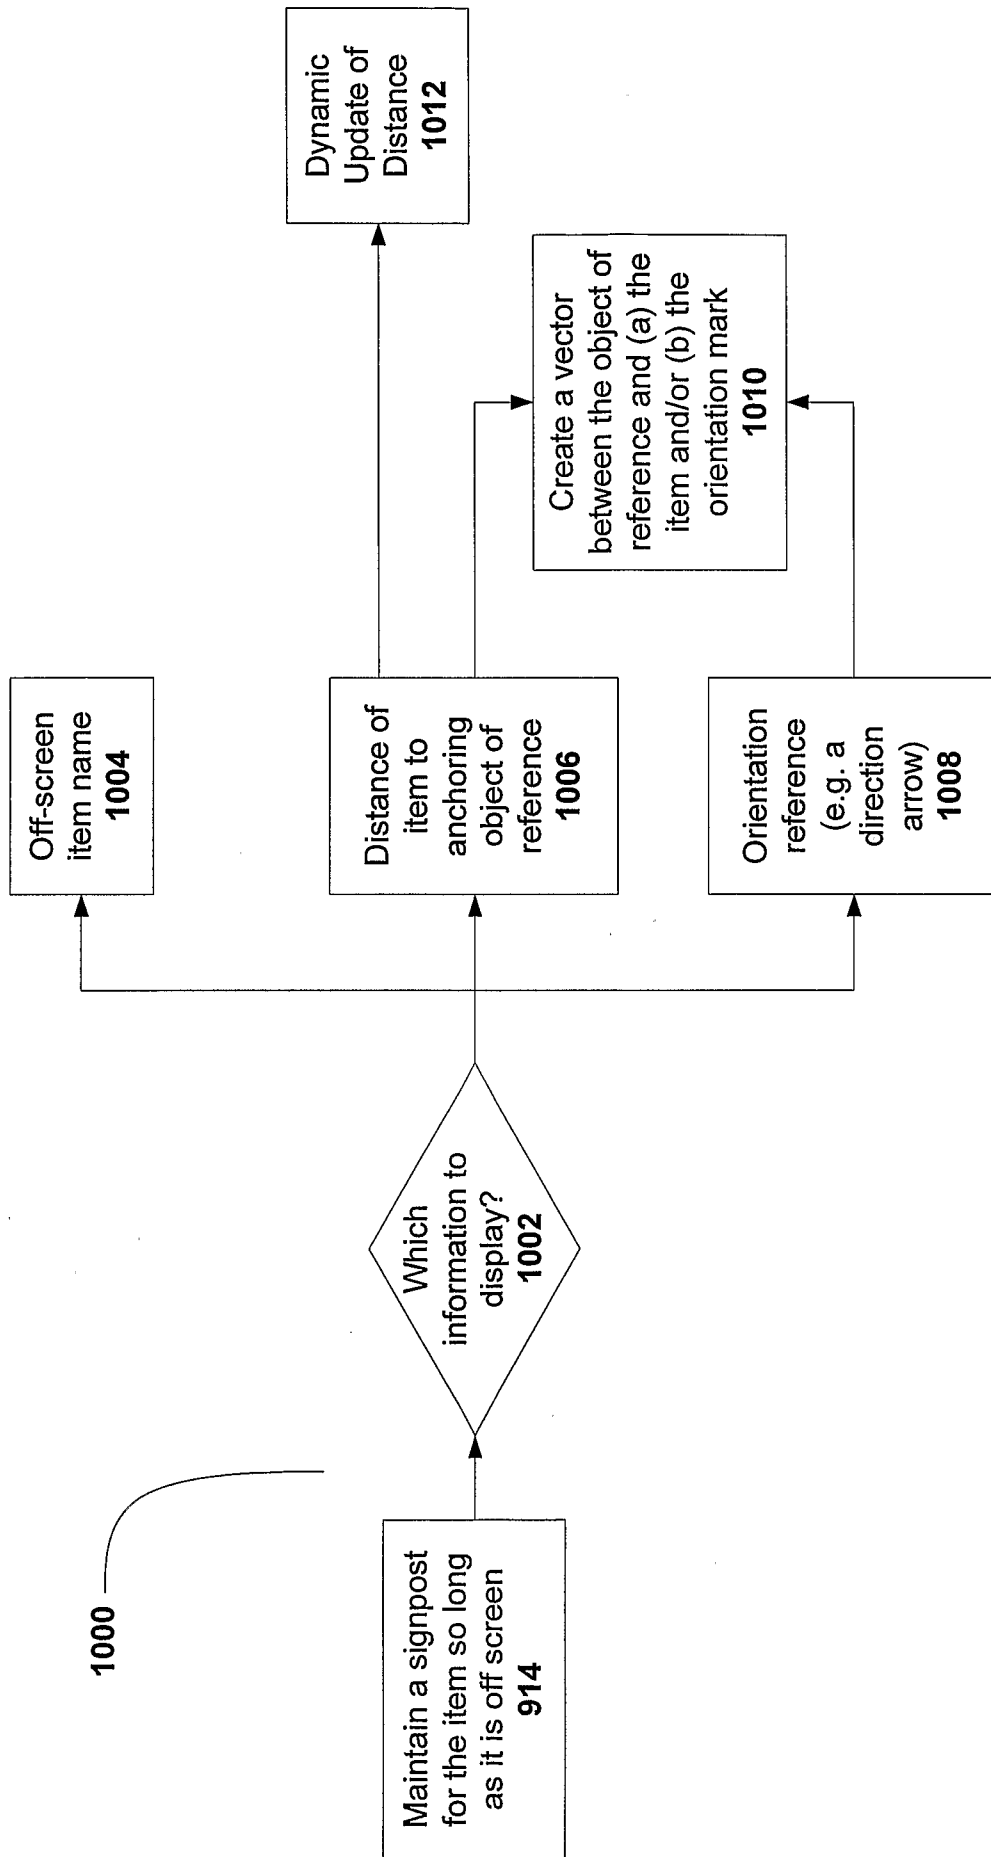 1000
Maintain a signpost
for the item so long
as it is off screen
914
Which
information to
display?
1002
Off-screen
item name
1004
Distance of
item to
anchoring
object of
reference
1006
Orientation
reference
(e.g. a
direction
arrow)
1008
Create a vector
between the object of
reference and (a) the
item and/or (b) the
orientation mark
1010
Dynamic
Update of
Distance
1012